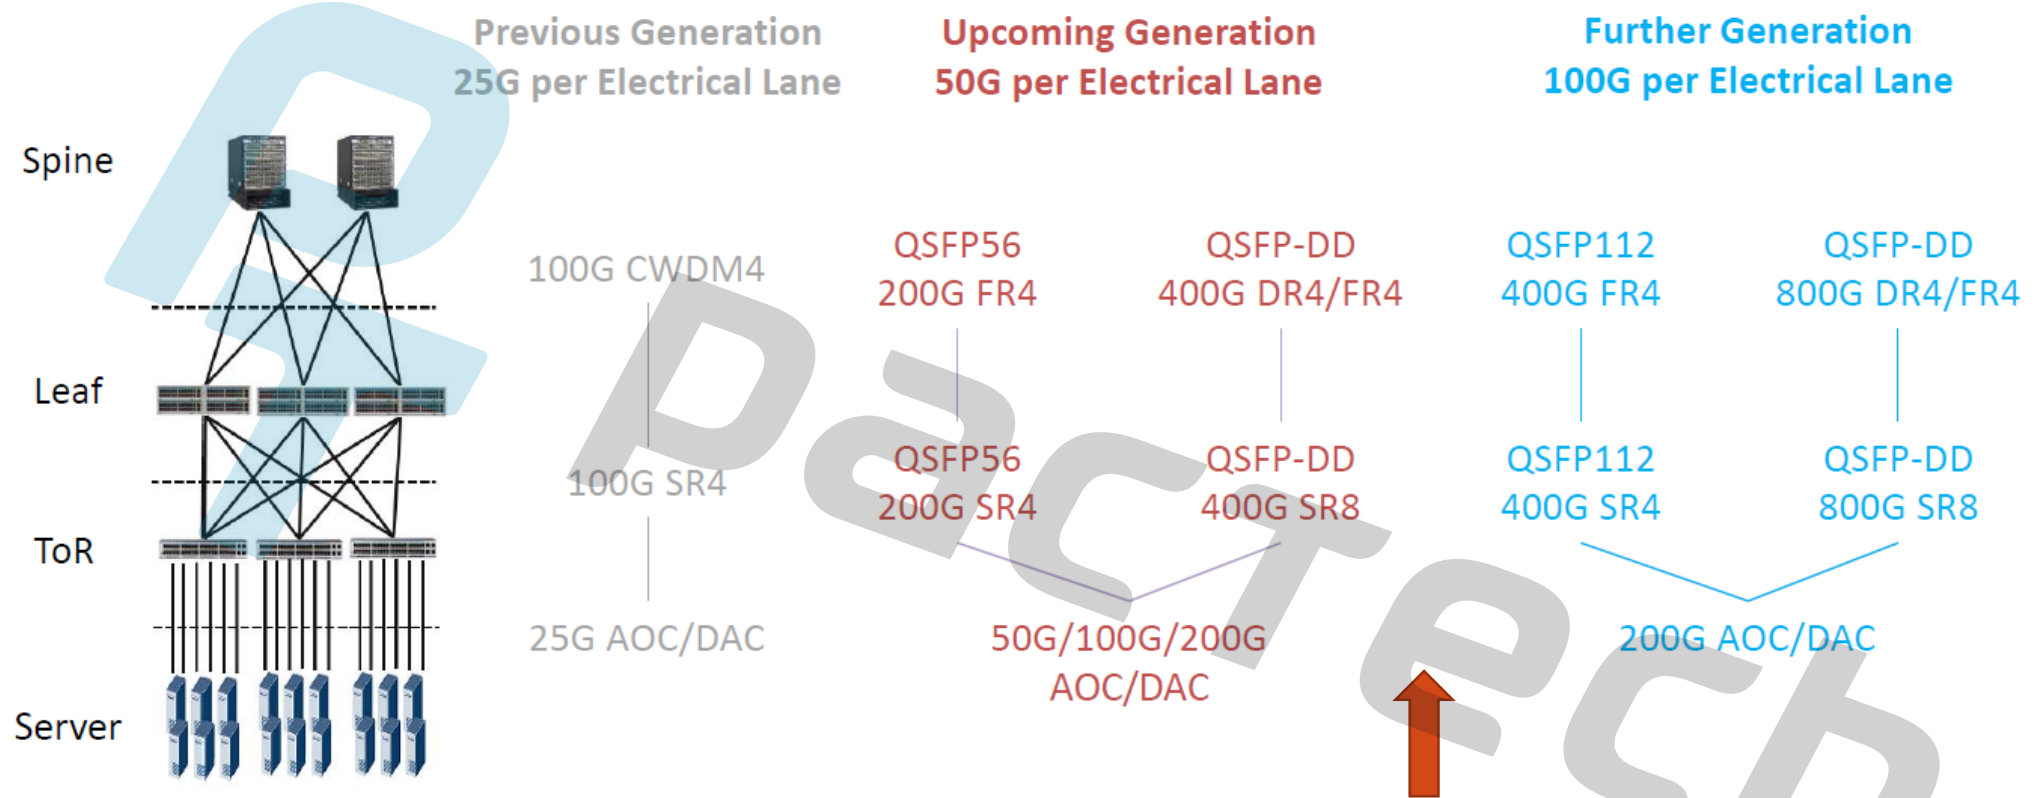 Previous Generation
25G per Electrical Lane
Upcoming Generation
50G per Electrical Lane
Further Generation
100G per Electrical Lane
Spine
Leaf
ToR
Server
100G CWDM4
100G SR4
25G AOC/DAC
QSFP56
200G FR4
QSFP-DD
400G DR4/FR4
QSFP56
200G SR4
QSFP-DD
400G SR8
50G/100G/200G
AOC/DAC
QSFP112
400G FR4
QSFP-DD
800G DR4/FR4
QSFP112
400G SR4
QSFP-DD
800G SR8
200G AOC/DAC
PacTech